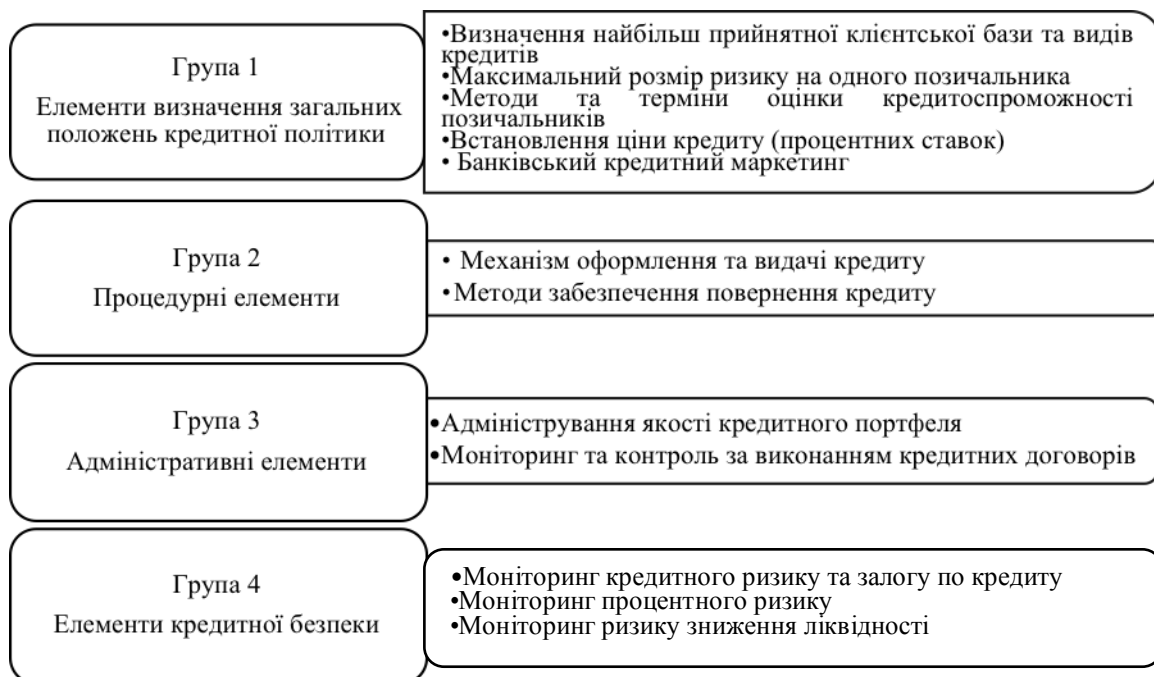 Група 1
Елементи визначення загальних
положень кредитної політики
•Визначення найбільш прийнятної клієнтської бази та видів
кредитів
•Максимальний розмір ризику на одного позичальника
•Методи та терміни оцінки кредитоспроможності
позичальників
•Встановлення ціни кредиту (процентних ставок)
• Банківський кредитний маркетинг
Група 2
Процедурні елементи
• Механізм оформлення та видачі кредиту
•Методи забезпечення повернення кредиту
Група 3
Адміністративні елементи
•Адміністрування якості кредитного портфеля
•Моніторинг та контроль за виконанням кредитних договорів
Група 4
Елементи кредитної безпеки
•Моніторинг кредитного ризику та залогу по кредиту
•Моніторинг процентного ризику
•Моніторинг ризику зниження ліквідності